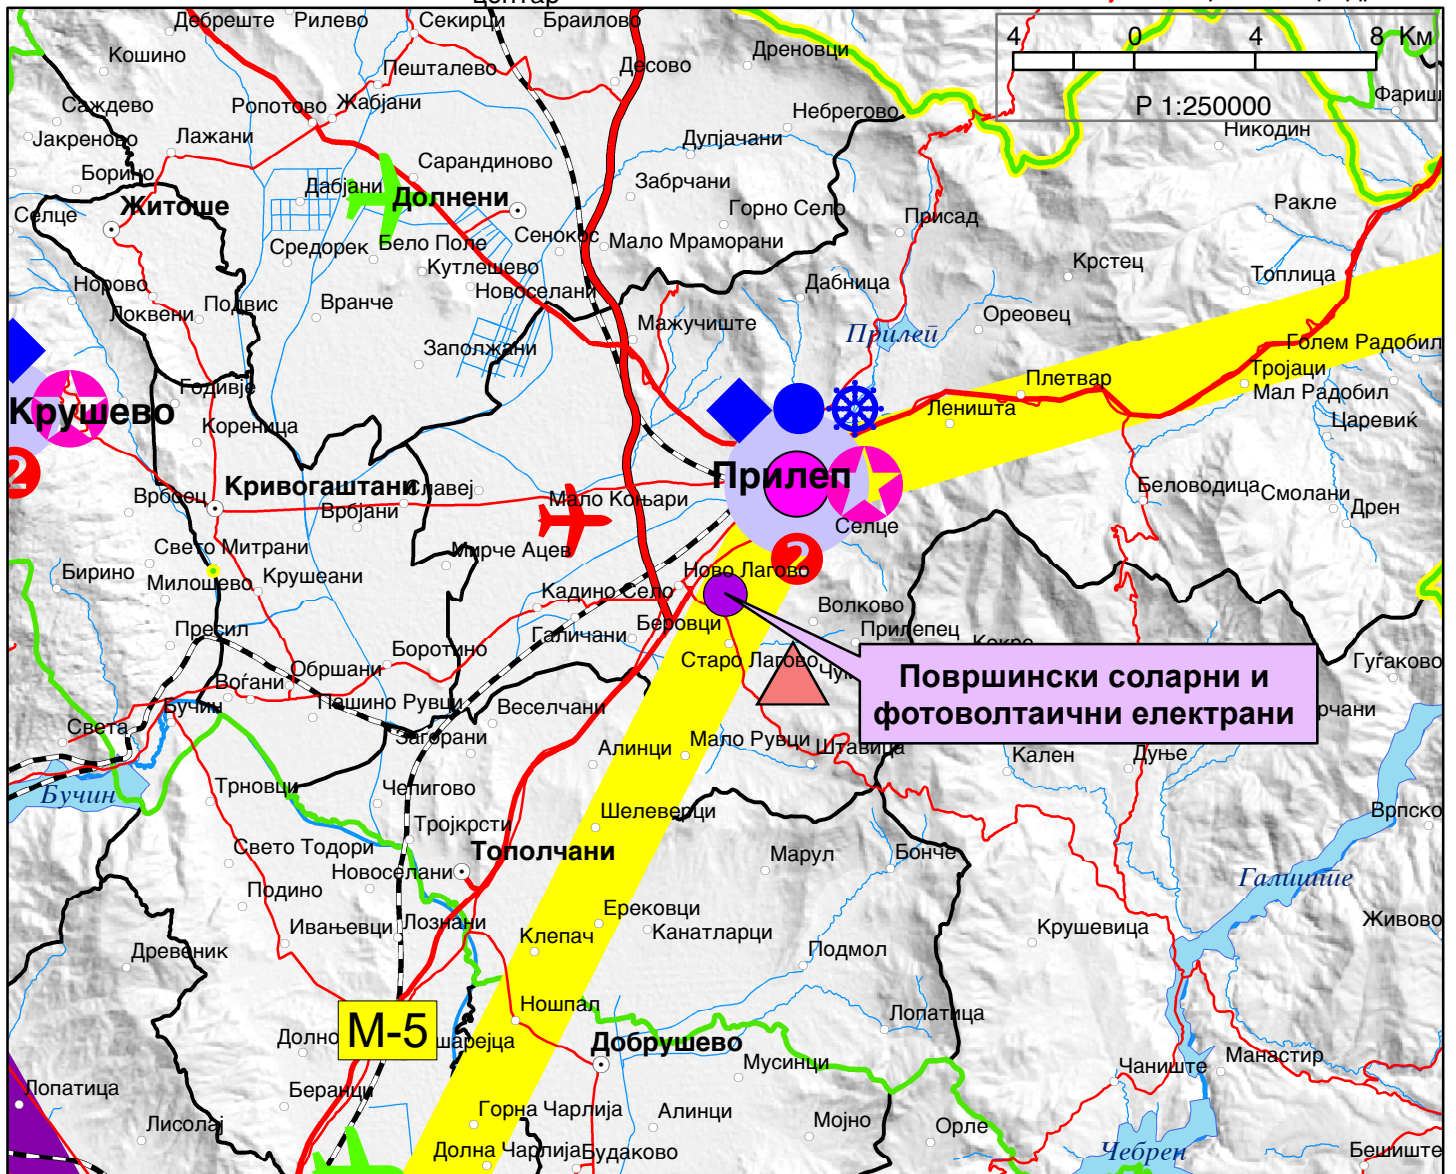 центар
Дебреште
Рилево
Секирци
Браилово
Кошино
Пешталево
Десово
Дреновци
4 0 4 8 Км
Р 1:250000
Фариш
Саждево
Ропотово
Жабјани
Небрегово
Никодин
Јакреново
Лажани
Дупјачани
Сарандиново
Борино
Дабјани
Долнени
Забрчани
Селце
Житоше
Горно Село
Присад
Ракле
Средорек
Бело Поле
Сенокос
Мало Мраморани
Кутлешево
Крстец
Топлица
Норово
Подвис
Вранче
Новоселани
Дабница
Локвени
Мажучиште
Прилеп
Ореовец
Заполжани
Голем Радобил
Тројаци
Плетвар
Мал Радобил
Годивје
Крушево
Кореница
Леништа
Царевиќ
2
Прилеп
Кривогаштани
Славеј
Мало Коњари
Беловодица
Смолани
Дрен
Врбоец
Врбјани
Селце
Свето Митрани
Мирче Ацев
2
Бирино
Милошево
Крушеани
Кадино Село
Ново Лагово
Волково
Пресил
Галичани
Беровци
Прилепец
Боротино
Обршани
Старо Лагово
Гуѓаково
Воѓани
Површински соларни и
фотоволтаични електрани
Бучин
Пашино Рувци
Веселчани
Света
Загорани
Алинци
Мало Рувци
Штавица
Кален
Дуње
Бучин
Трновци
Чепигово
Шелеверци
Врпско
Тројкрсти
Свето Тодори
Тополчани
Марул
Бонче
Новоселани
Галиште
Подино
Ерековци
Ивањевци
Лознани
Клепач
Канатларци
Крушевица
Живово
Древеник
Подмол
Ношпал
М-5
Лопатица
Долно
шарејца
Добрушево
Мусинци
Манастир
Чаниште
Лопатица
Беранци
Горна Чарлија
Алинци
Мојно
Орле
Лисолај
Долна Чарлија
Будаково
Чебрен
Бешиште